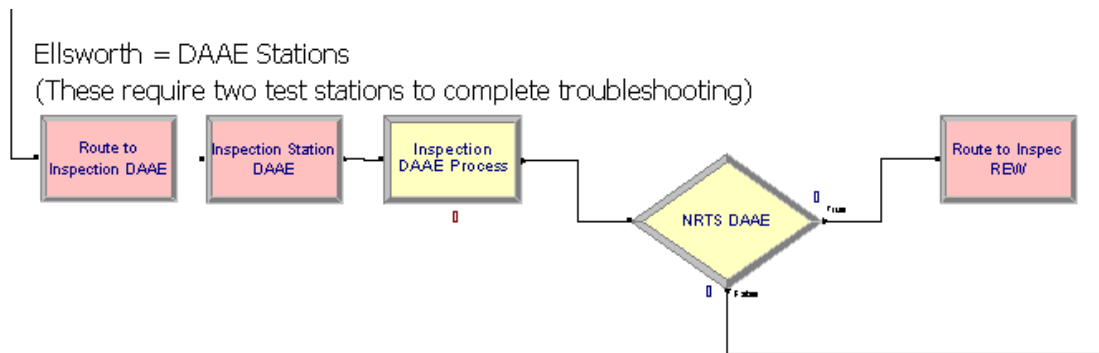 Ellsworth = DAAE Stations
(These require two test stations to complete troubleshooting)
Route to
Inspection DAAE
Inspection Station
DAAE
Inspection
DAAE Process
0
NRTS DAAE
0
True
0
False
Route to Inspec
REW